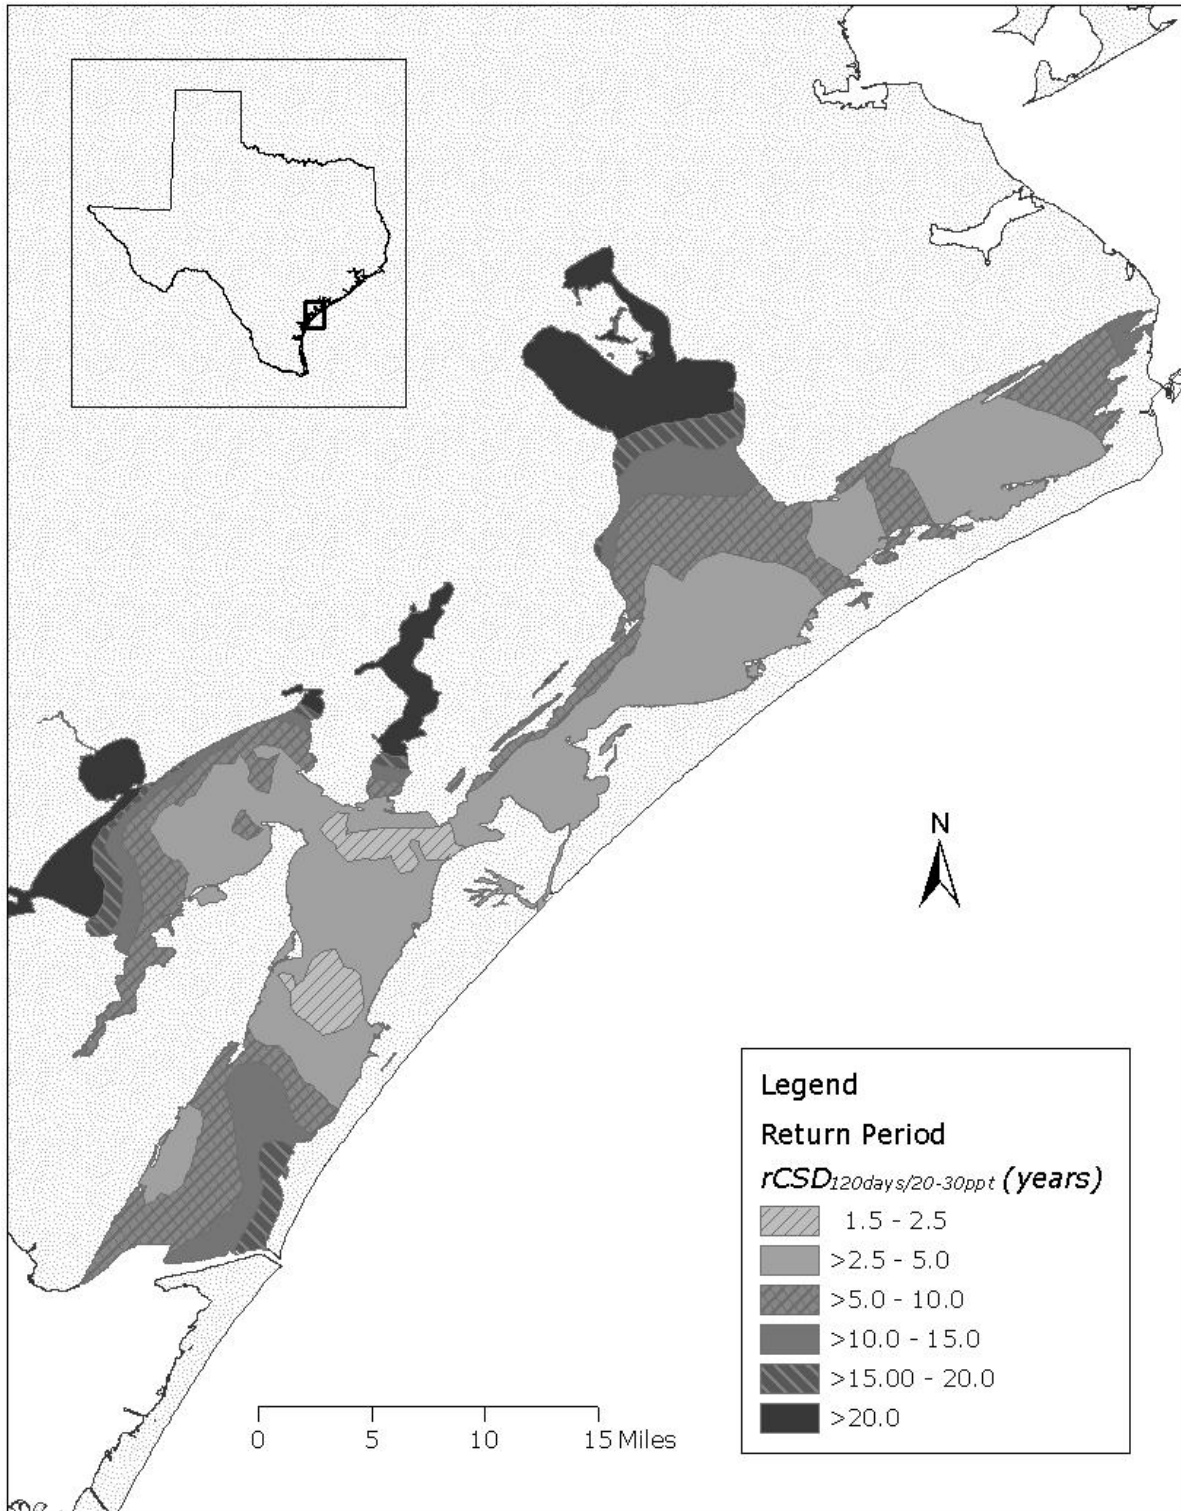 N
Legend
Return Period
rCSD120days/20-30ppt (years)
1.5 - 2.5
>2.5 - 5.0
>5.0 - 10.0
>10.0 - 15.0
>15.00 - 20.0
>20.0
0 5 10 15 Miles